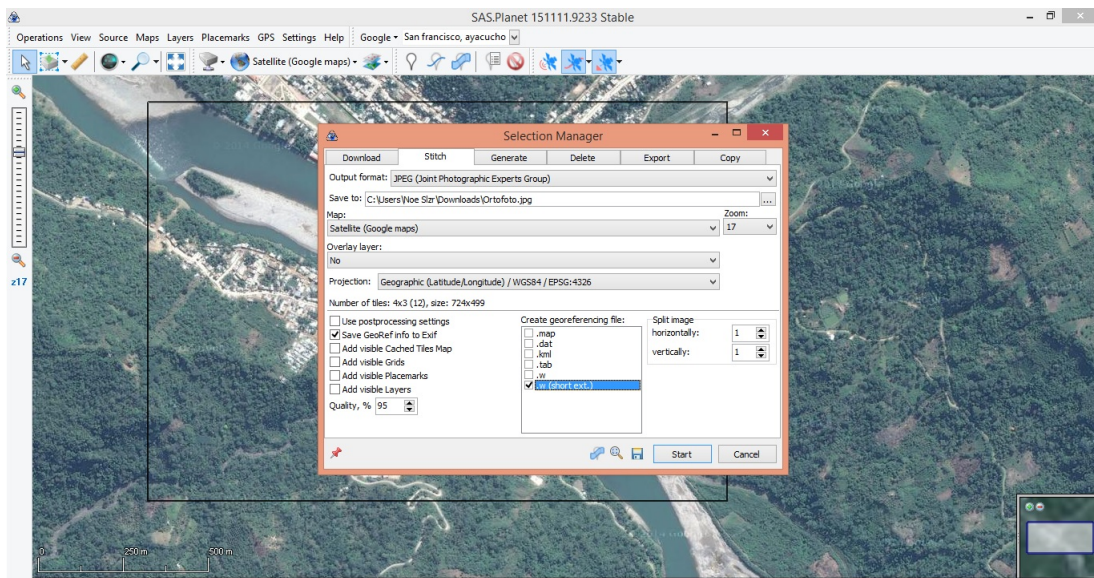 SAS.Planet 151111.9233 Stable
Operations View Source Maps Layers Placemarks GPS Settings Help Google San francisco, ayacucho
Satellite (Google maps)
Selection Manager
Download Stitch Generate Delete Export Copy
Output format: JPEG (Joint Photographic Experts Group)
Save to: C:\Users\Noe Slzr\Downloads\Ortofoto.jpg ...
Map: Zoom:
Satellite (Google maps) 17
Overlay layer:
No
Projection: Geographic (Latitude/Longitude) / WGS84 / EPSG:4326
Number of tiles: 4x3 (12), size: 724x499
Use postprocessing settings
Save GeoRef info to Exif
Add visible Cached Tiles Map
Add visible Grids
Add visible Placemarks
Add visible Layers
Quality, % 95
Create georeferencing file:
.map
.dat
.kml
.tab
.w
.w (short ext.)
Split image
horizontally: 1
vertically: 1
Start Cancel
z17
0 250 m 500 m